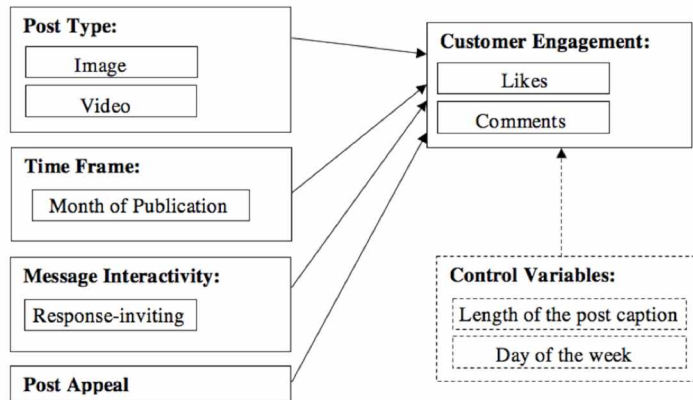 Post Type:
Image
Video
Time Frame:
Month of Publication
Message Interactivity:
Response-inviting
Post Appeal
Customer Engagement:
Likes
Comments
Control Variables:
Length of the post caption
Day of the week